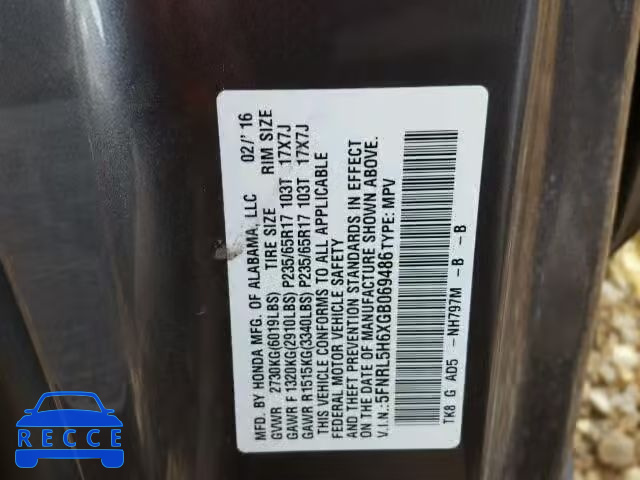 MFD. BY HONDA MFG. OF ALABAMA, LLC 02/' 16
GVWR 2730KG(6019LBS) TIRE SIZE RIM SIZE
GAWR F 1320KG(2910LBS) P235/65R17 103T 17X7J
GAWR R1515KG(3340LBS) P235/65R17 103T 17X7J
THIS VEHICLE CONFORMS TO ALL APPLICABLE
FEDERAL MOTOR VEHICLE SAFETY
AND THEFT PREVENTION STANDARDS IN EFFECT
ON THE DATE OF MANUFACTURE SHOWN ABOVE.
V.I.N.:5FNRL5H6XGB069486TYPE: MPV
TK8 G AD5 -NH797M -B -B
RECCE